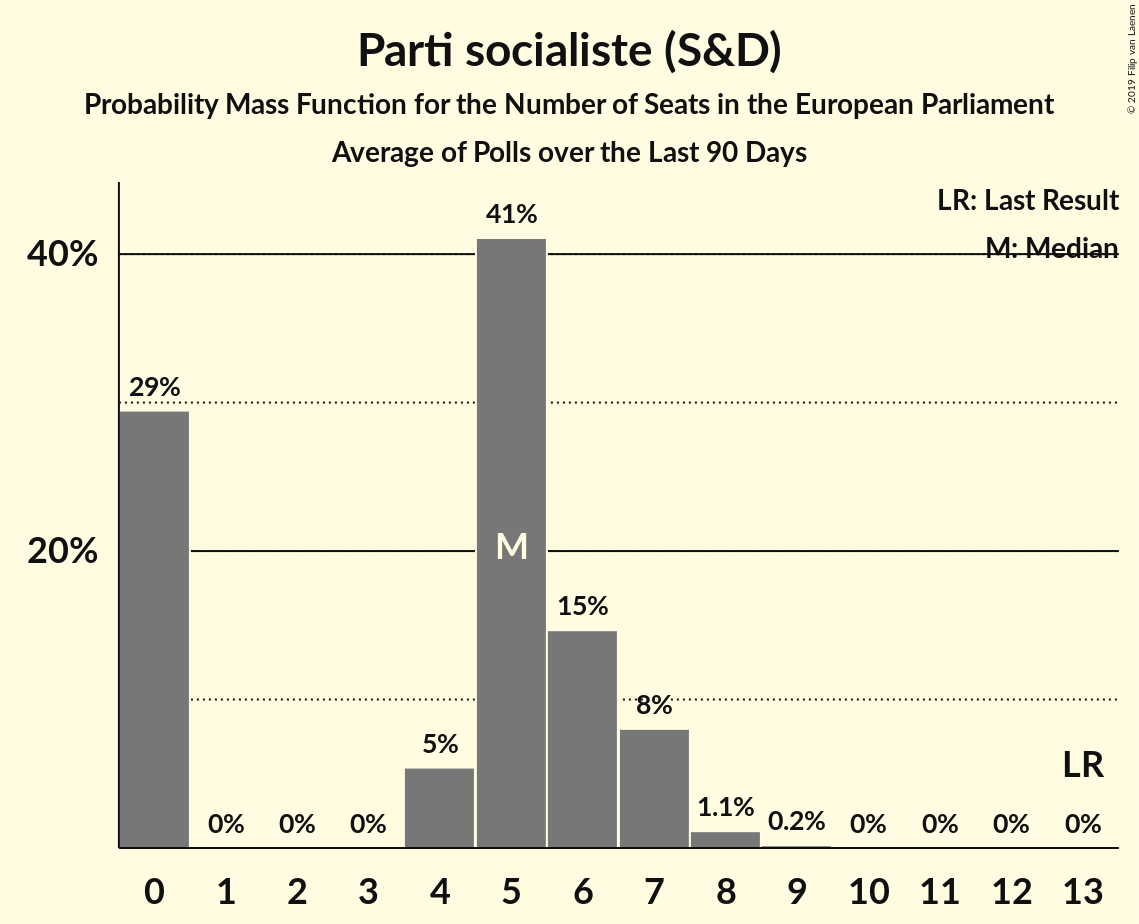 Parti socialiste (S&D)
Probability Mass Function for the Number of Seats in the European Parliament
Average of Polls over the Last 90 Days
© 2019 Filip van Laenen
LR: Last Result
M: Median
41%
40%
29%
M
20%
15%
8%
5%
LR
1.1%
0% 0% 0% 0.2% 0% 0% 0% 0%
0 1 2 3 4 5 6 7 8 9 10 11 12 13